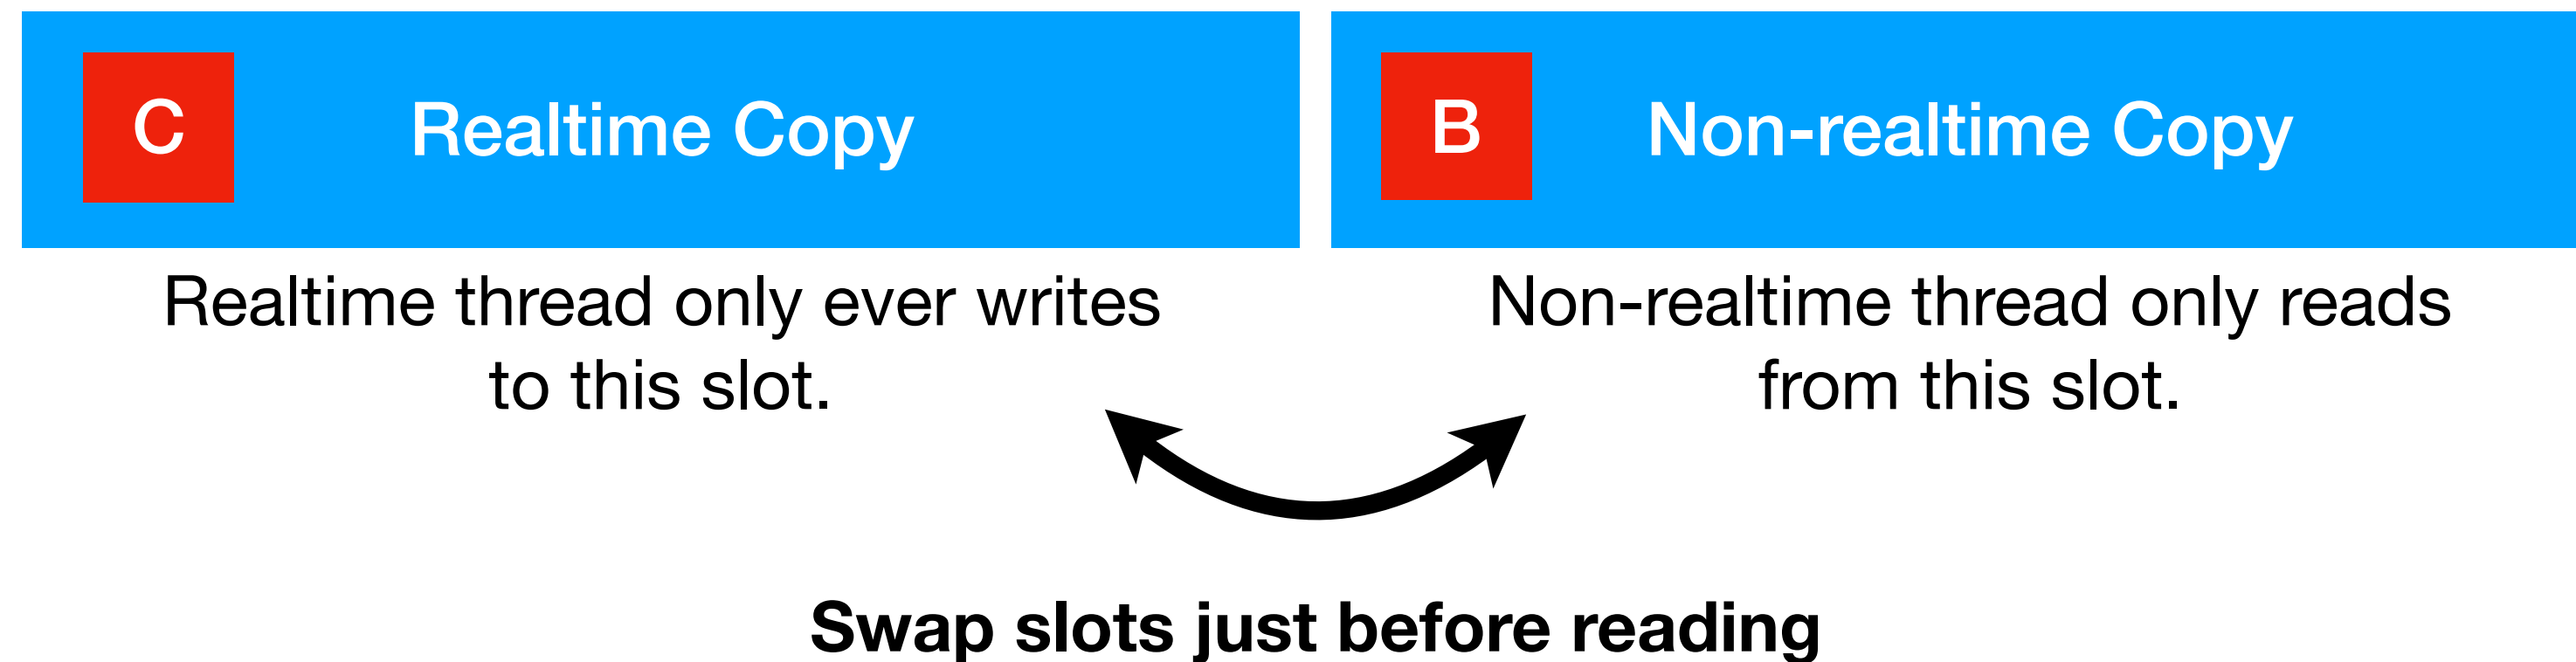 C
Realtime Copy
B
Non-realtime Copy
Realtime thread only ever writes
to this slot.
Non-realtime thread only reads
from this slot.
Swap slots just before reading